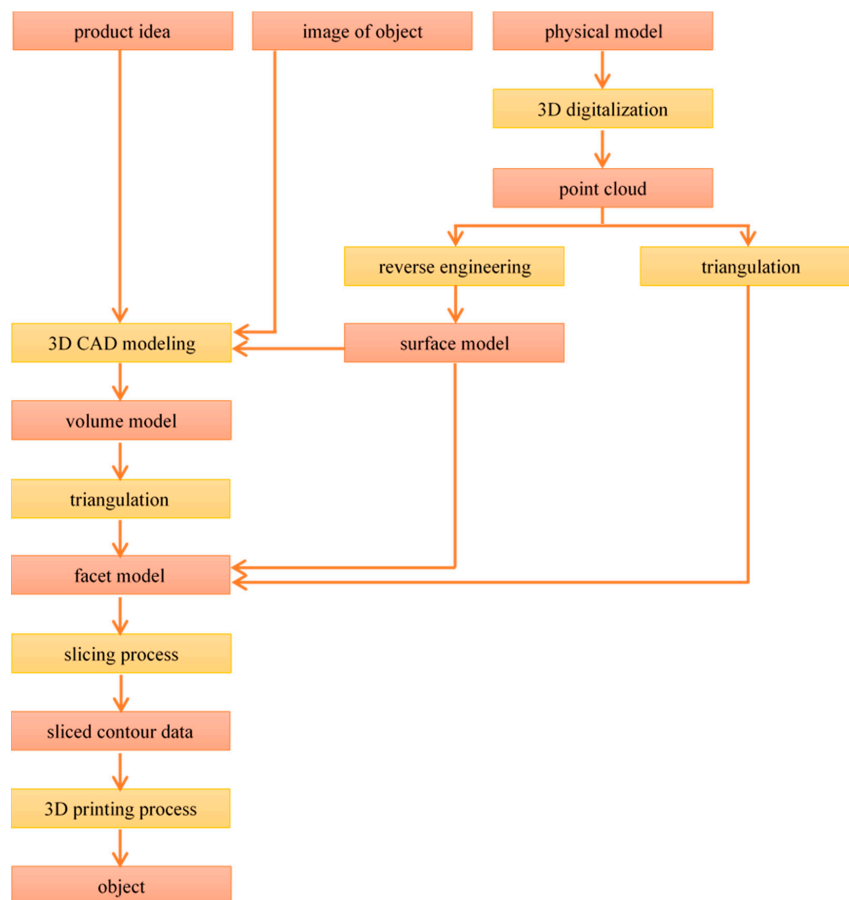 product idea
image of object
physical model
3D digitalization
point cloud
reverse engineering
triangulation
3D CAD modeling
surface model
volume model
triangulation
facet model
slicing process
sliced contour data
3D printing process
object